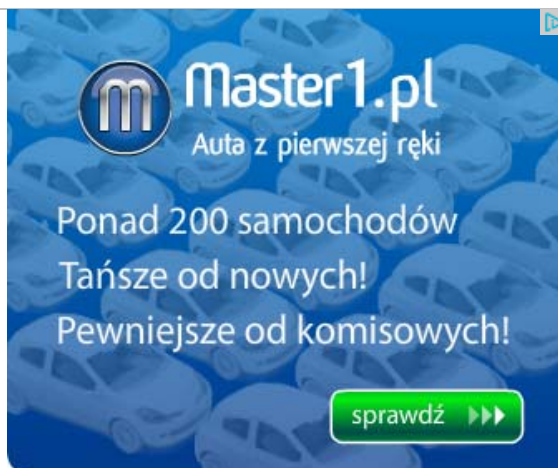 m
Master1.pl
Auta z pierwszej ręki
Ponad 200 samochodów
Tańsze od nowych!
Pewniejsze od komisowych!
sprawdź